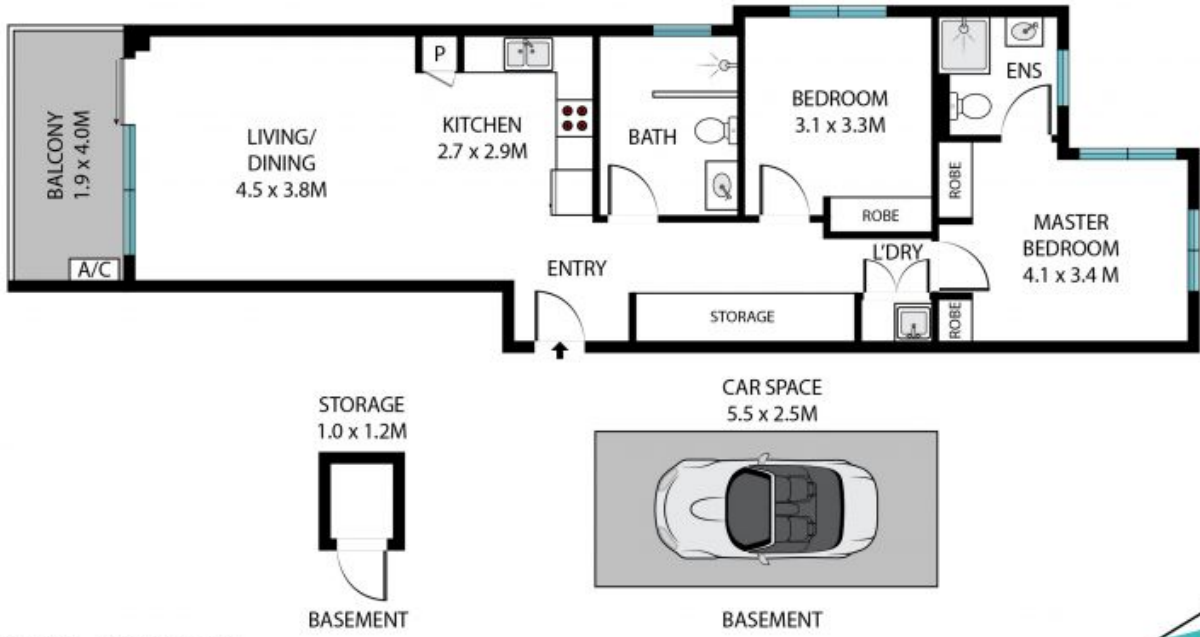 BALCONY
1.9 x 4.0M
A/C
LIVING/
DINING
4.5 x 3.8M
P
KITCHEN
2.7 x 2.9M
BATH
BEDROOM
3.1 x 3.3M
ROBE
ENS
ROBE
MASTER
BEDROOM
4.1 x 3.4 M
ROBE
L'DRY
ENTRY
STORAGE
STORAGE
1.0 x 1.2M
BASEMENT
CAR SPACE
5.5 x 2.5M
BASEMENT